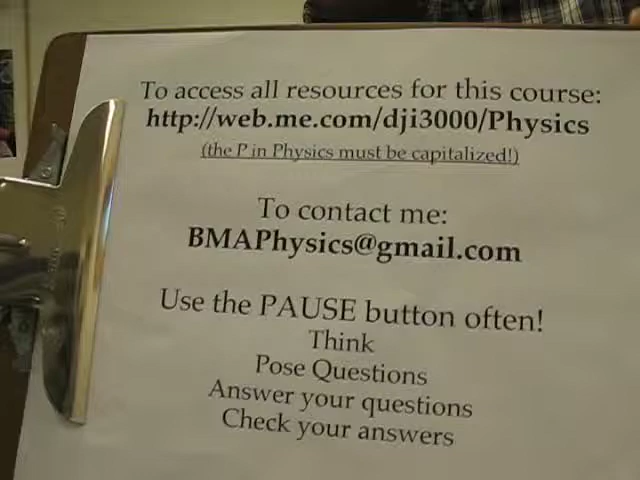 To access all resources for this course:
http://web.me.com/dji3000/Physics
(the P in Physics must be capitalized!)
To contact me:
BMAPhysics@gmail.com
Use the PAUSE button often!
Think
Pose Questions
Answer your questions
Check your answers